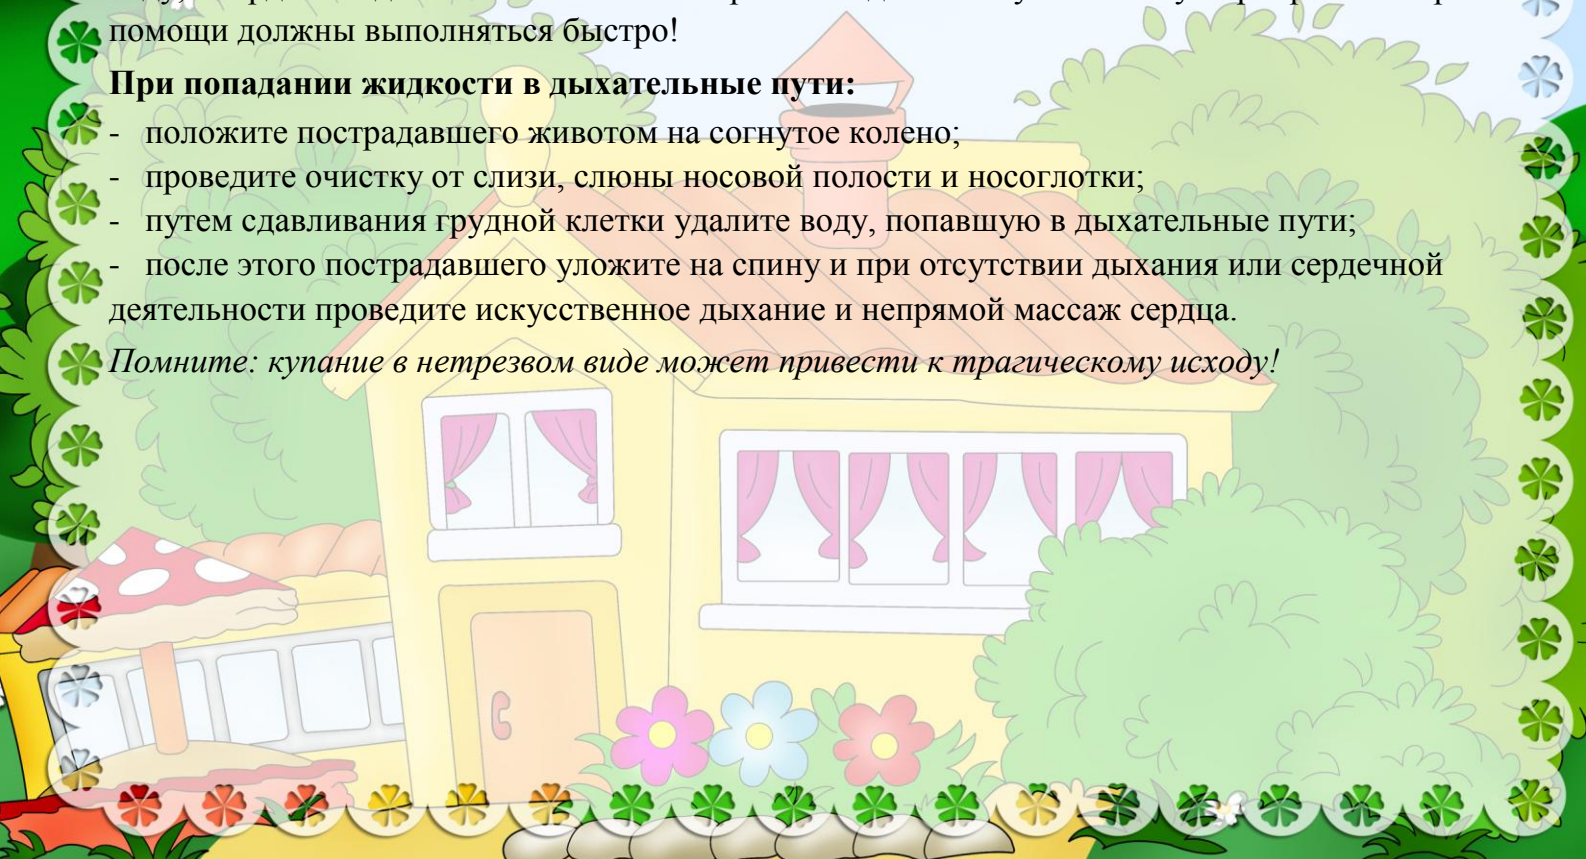 помощи должны выполняться быстро!
При попадании жидкости в дыхательные пути:
- положите пострадавшего животом на согнутое колено;
- проведите очистку от слизи, слюны носовой полости и носоглотки;
- путем сдавливания грудной клетки удалите воду, попавшую в дыхательные пути;
- после этого пострадавшего уложите на спину и при отсутствии дыхания или сердечной
деятельности проведите искусственное дыхание и непрямой массаж сердца.
Помните: купание в нетрезвом виде может привести к трагическому исходу!